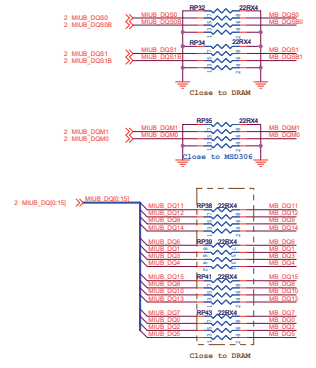 RP32 22RX4
2 MIUB_DQS0 MIUB_DQS0 MB_DQS0
2 MIUB_DQS0B MIUB_DQS0B MB_DQSB0
2 MIUB_DQS1 MIUB_DQS1 MB_DQS1
2 MIUB_DQS1B MIUB_DQS1B MB_DQSB1
RP34 22RX4
Close to DRAM
RP35 22RX4
2 MIUB_DQM1 MIUB_DQM1 MB_DQM1
2 MIUB_DQM0 MIUB_DQM0 MB_DQM0
Close to MSD306
2 MIUB_DQ[0:15] MIUB_DQ[0:15]
MIUB_DQ11 RP38 22RX4 MB_DQ11
MIUB_DQ12 MB_DQ12
MIUB_DQ9 MB_DQ9
MIUB_DQ14 MB_DQ14
MIUB_DQ6 MB_DQ6
MIUB_DQ1 RP39 22RX4 MB_DQ1
MIUB_DQ3 MB_DQ3
MIUB_DQ4 MB_DQ4
MIUB_DQ15 RP41 22RX4 MB_DQ15
MIUB_DQ8 MB_DQ8
MIUB_DQ10 MB_DQ10
MIUB_DQ13 MB_DQ13
MIUB_DQ7 RP43 22RX4 MB_DQ7
MIUB_DQ0 MB_DQ0
MIUB_DQ2 MB_DQ2
MIUB_DQ5 MB_DQ5
Close to DRAM